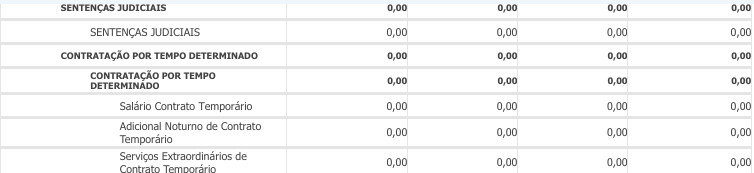 SENTENÇAS JUDICIAIS 0,00 0,00 0,00 0,00
SENTENÇAS JUDICIAIS 0,00 0,00 0,00 0,00
CONTRATAÇÃO POR TEMPO DETERMINADO 0,00 0,00 0,00 0,00
CONTRATAÇÃO POR TEMPO
DETERMINADO 0,00 0,00 0,00 0,00
Salário Contrato Temporário 0,00 0,00 0,00 0,00
Adicional Noturno de Contrato
Temporário 0,00 0,00 0,00 0,00
Serviços Extraordinários de
Contrato Temporário 0,00 0,00 0,00 0,00